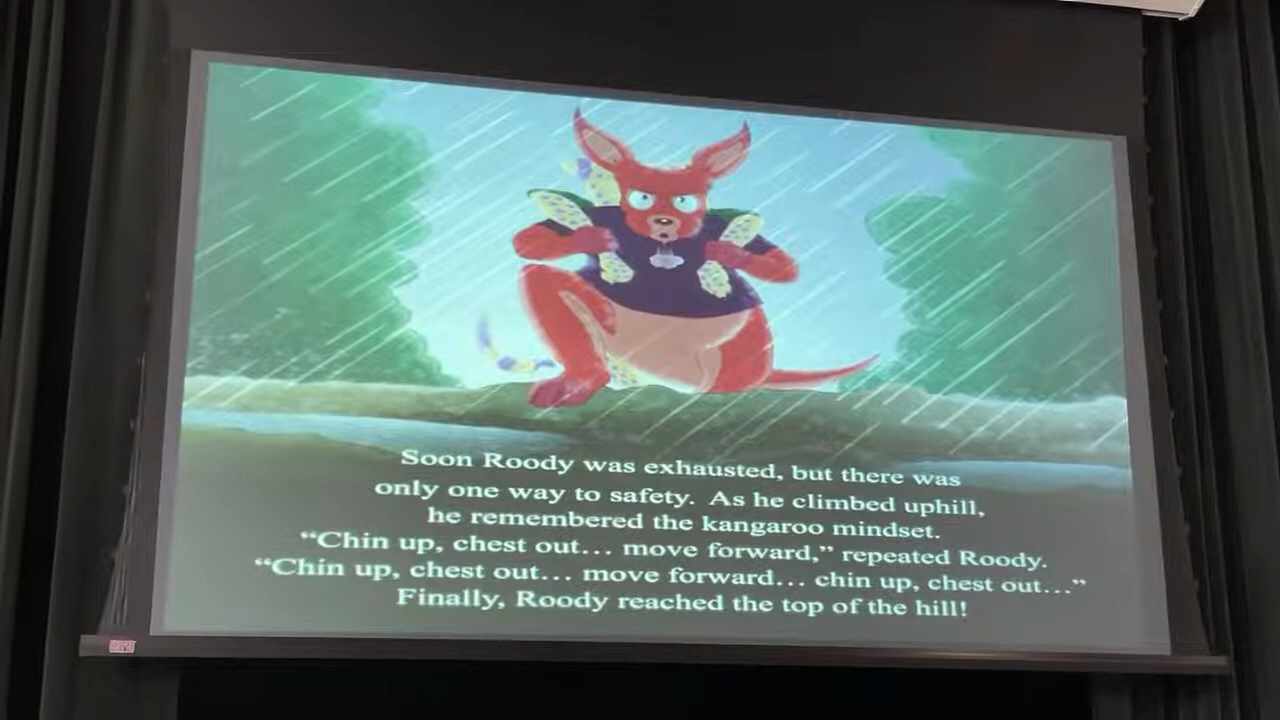 Soon Roody was exhausted, but there was
only one way to safety. As he climbed uphill,
he remembered the kangaroo mindset.
“Chin up, chest out... move forward,” repeated Roody.
“Chin up, chest out... move forward... chin up, chest out...”
Finally, Roody reached the top of the hill!